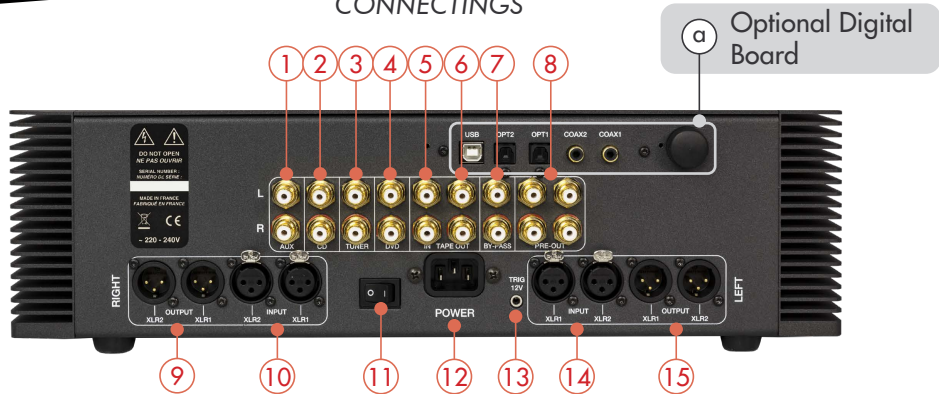 CONNECTINGS
a Optional Digital
Board
1 2 3 4 5 6 7 8
USB OPT2 OPT1 COAX2 COAX1
DO NOT OPEN
NE PAS OUVRIR
SERIAL NUMBER :
NUMÉRO DE SÉRIE :
MADE IN FRANCE
FABRIQUÉ EN FRANCE
CE
~ 220 - 240V
L
R
AUX CD TUNER DVD IN TAPE OUT BY-PASS PRE-OUT
RIGHT
XLR2 OUTPUT XLR1 XLR2 INPUT XLR1
O I
POWER
TRIG
12V
XLR1 INPUT XLR2 XLR1 OUTPUT XLR2
LEFT
9 10 11 12 13 14 15